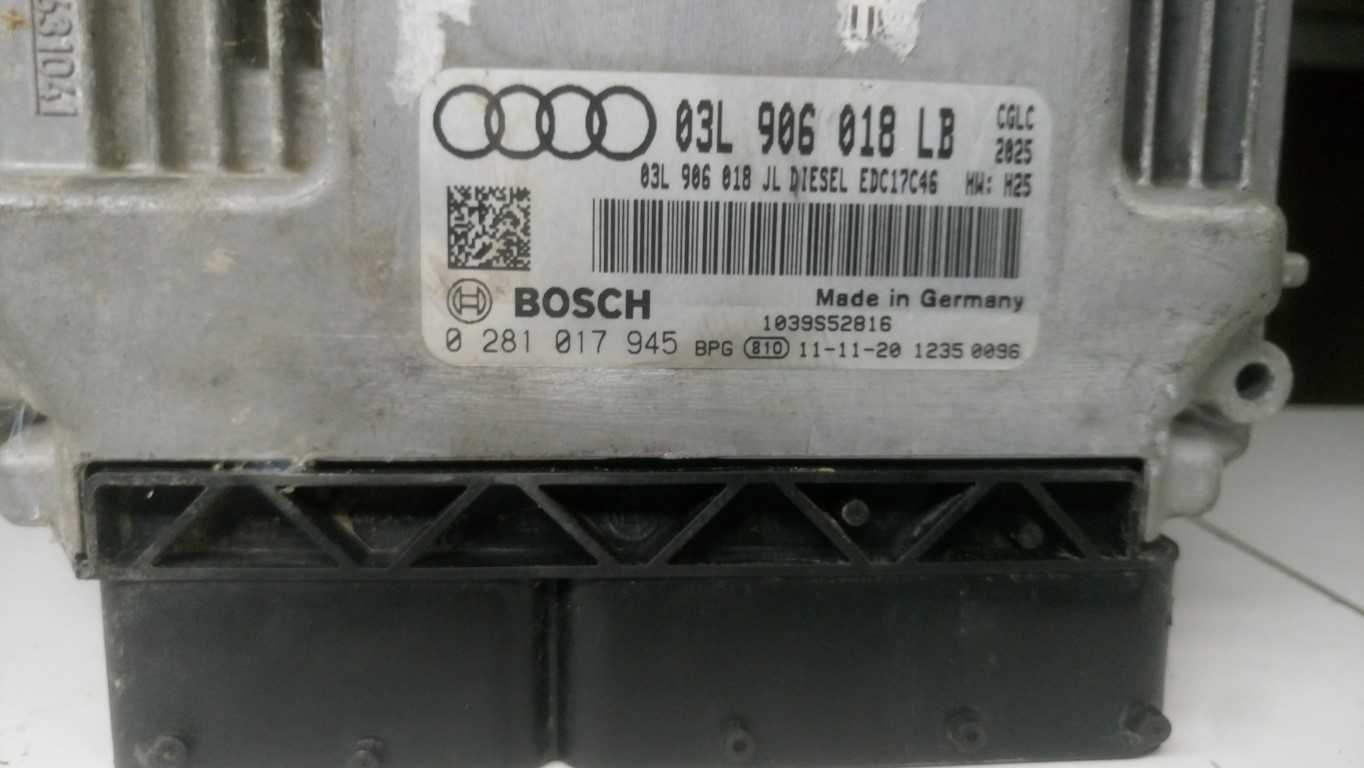 03L 906 018 LB
CGLC
2025
03L 906 018 JL DIESEL EDC17C46 HW: H25
BOSCH
Made in Germany
1039S52816
0 281 017 945 BPG 810 11-11-20 1235 0096